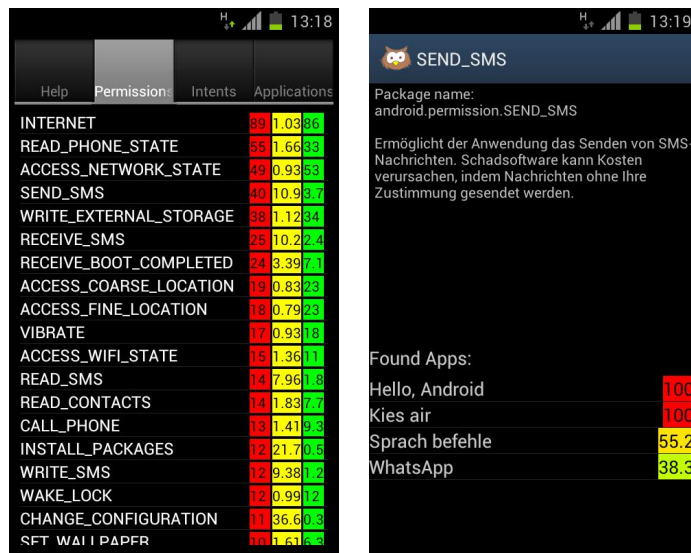 H 13:18
Help Permissions Intents Applications
INTERNET 89 1.03 86
READ_PHONE_STATE 55 1.66 33
ACCESS_NETWORK_STATE 49 0.93 53
SEND_SMS 40 10.9 3.7
WRITE_EXTERNAL_STORAGE 38 1.12 34
RECEIVE_SMS 25 10.2 2.4
RECEIVE_BOOT_COMPLETED 24 3.39 7.1
ACCESS_COARSE_LOCATION 19 0.83 23
ACCESS_FINE_LOCATION 18 0.79 23
VIBRATE 17 0.93 18
ACCESS_WIFI_STATE 15 1.36 11
READ_SMS 14 7.96 1.8
READ_CONTACTS 14 1.83 7.7
CALL_PHONE 13 1.41 9.3
INSTALL_PACKAGES 12 21.7 0.5
WRITE_SMS 12 9.38 1.2
WAKE_LOCK 12 0.99 12
CHANGE_CONFIGURATION 11 36.6 0.3
SET_WALLPAPER 10 1.61 6.3
H 13:19
SEND_SMS
Package name:
android.permission.SEND_SMS
Ermöglicht der Anwendung das Senden von SMS-
Nachrichten. Schadsoftware kann Kosten
verursachen, indem Nachrichten ohne Ihre
Zustimmung gesendet werden.
Found Apps:
Hello, Android 100
Kies air 100
Sprach befehle 55.2
WhatsApp 38.3